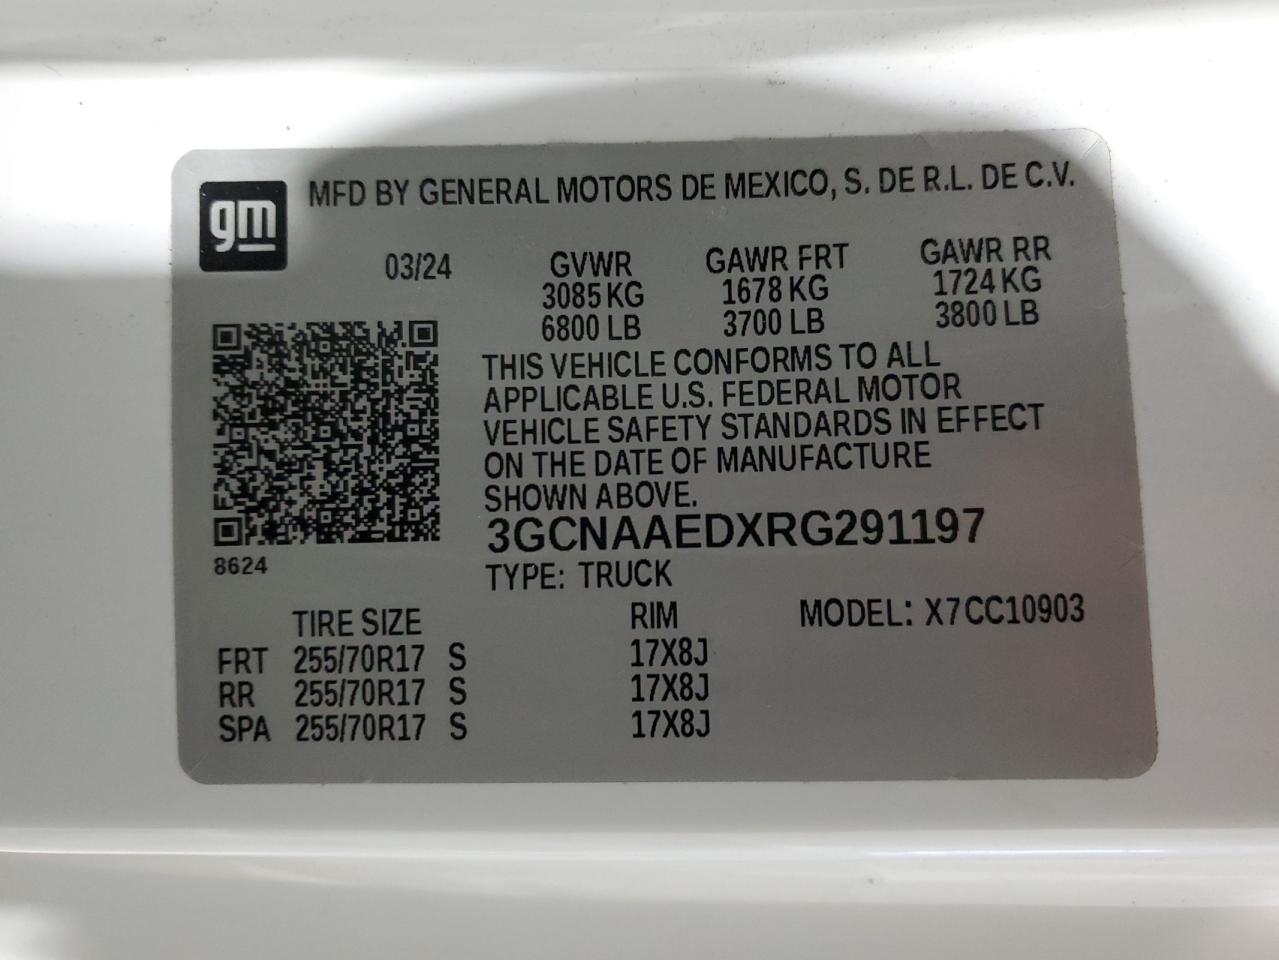 gm
MFD BY GENERAL MOTORS DE MEXICO, S. DE R.L. DE C.V.
03/24 GVWR GAWR FRT GAWR RR
3085 KG 1678 KG 1724 KG
6800 LB 3700 LB 3800 LB
THIS VEHICLE CONFORMS TO ALL
APPLICABLE U.S. FEDERAL MOTOR
VEHICLE SAFETY STANDARDS IN EFFECT
ON THE DATE OF MANUFACTURE
SHOWN ABOVE.
3GCNAAEDXRG291197
8624
TYPE: TRUCK
TIRE SIZE RIM MODEL: X7CC10903
FRT 255/70R17 S 17X8J
RR 255/70R17 S 17X8J
SPA 255/70R17 S 17X8J